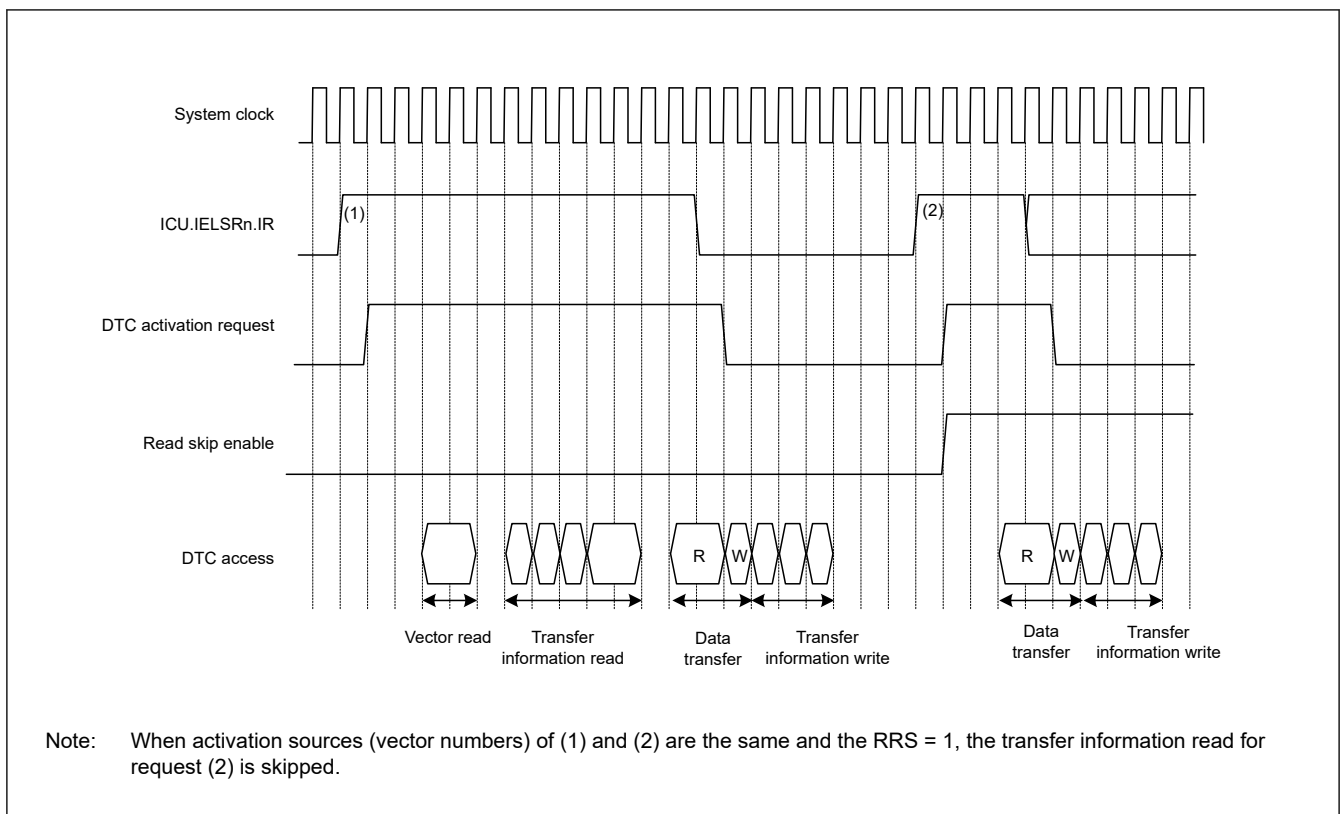 System clock
(1)
(2)
ICU.IELSRn.IR
DTC activation request
Read skip enable
DTC access
R
W
R
W
Vector read
Transfer
information read
Data
transfer
Transfer
information write
Data
transfer
Transfer
information write
Note: When activation sources (vector numbers) of (1) and (2) are the same and the RRS = 1, the transfer information read for
request (2) is skipped.